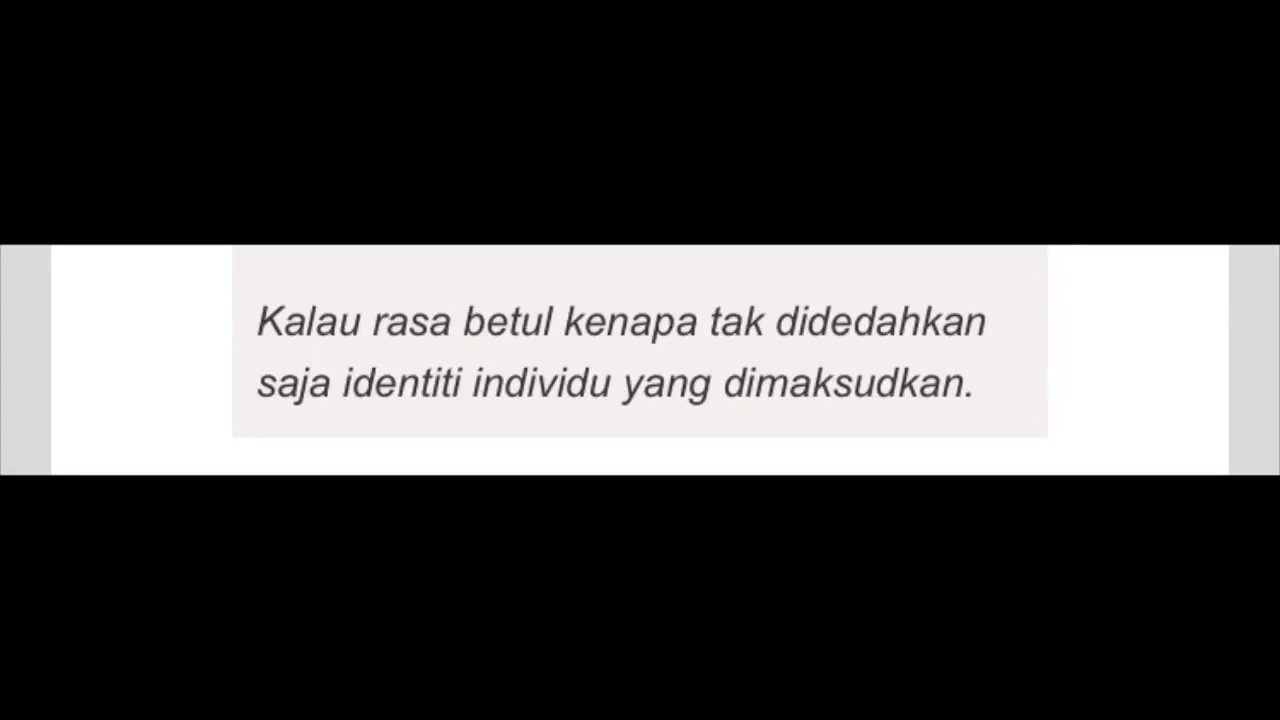 Kalau rasa betul kenapa tak didedahkan
saja identiti individu yang dimaksudkan.